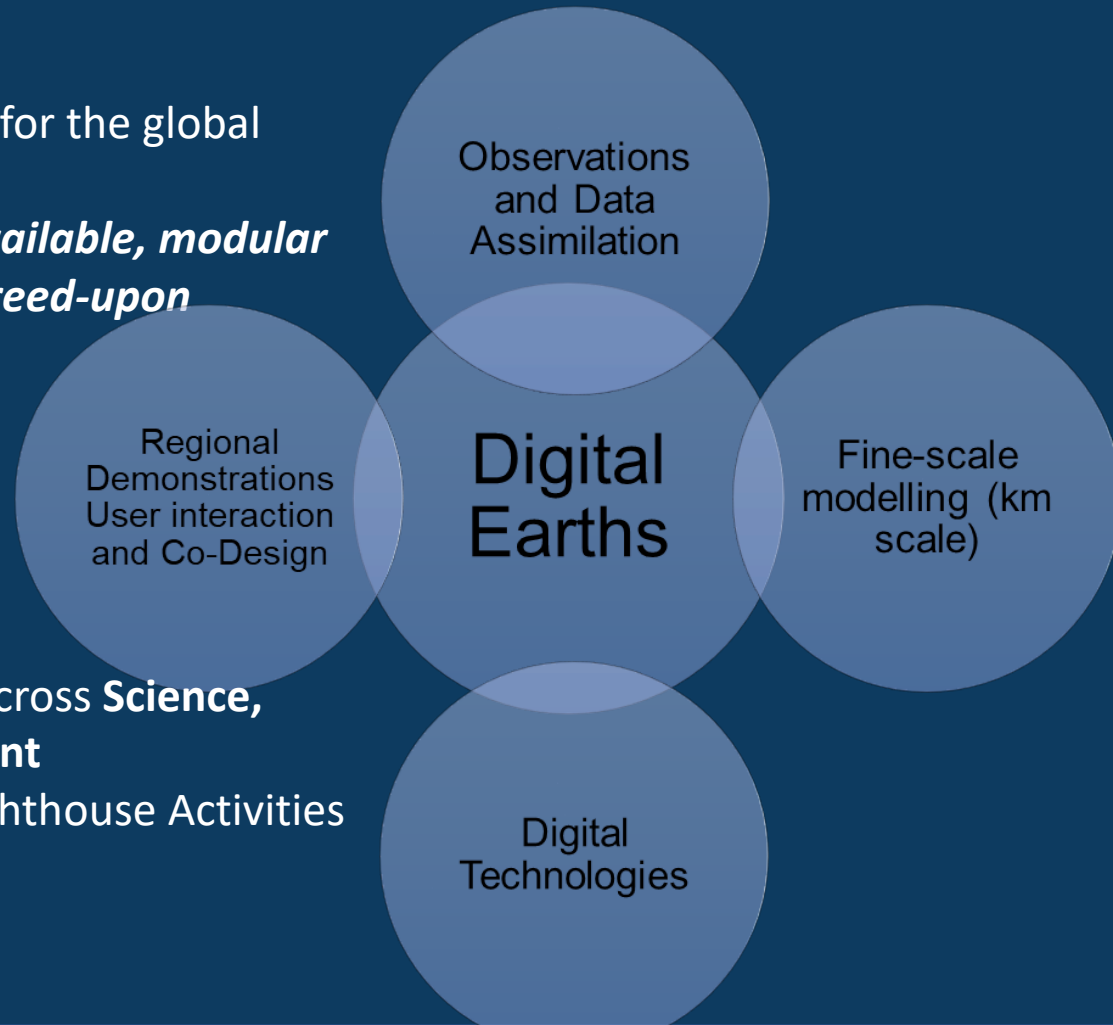 for the global
ailable, modular
reed-upon
cross Science,
nt
hthouse Activities
Observations
and Data
Assimilation
Regional
Demonstrations
User interaction
and Co-Design
Digital
Earths
Fine-scale
modelling (km
scale)
Digital
Technologies